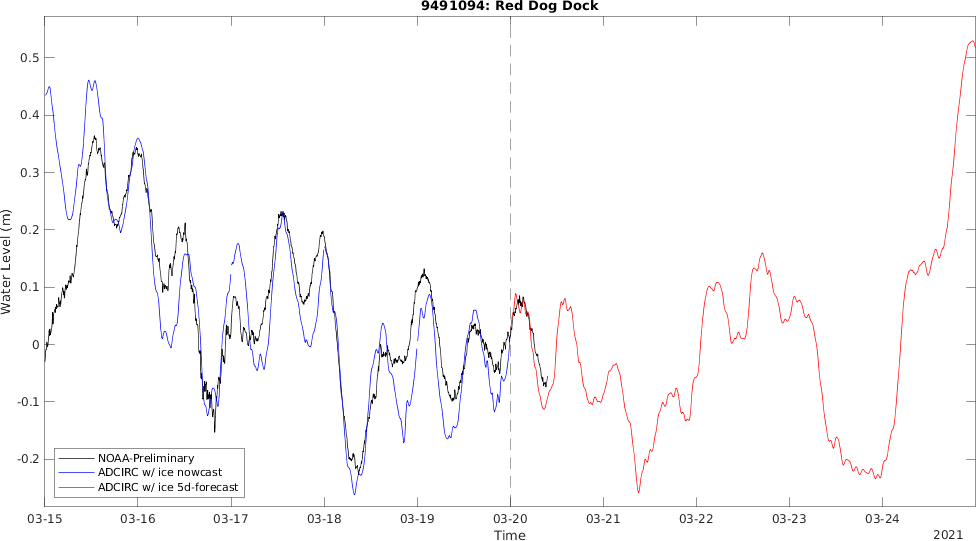 9491094: Red Dog Dock
Water Level (m)
0.5
0.4
0.3
0.2
0.1
0
-0.1
-0.2
NOAA-Preliminary
ADCIRC w/ ice nowcast
ADCIRC w/ ice 5d-forecast
03-15 03-16 03-17 03-18 03-19 03-20 03-21 03-22 03-23 03-24
Time
2021